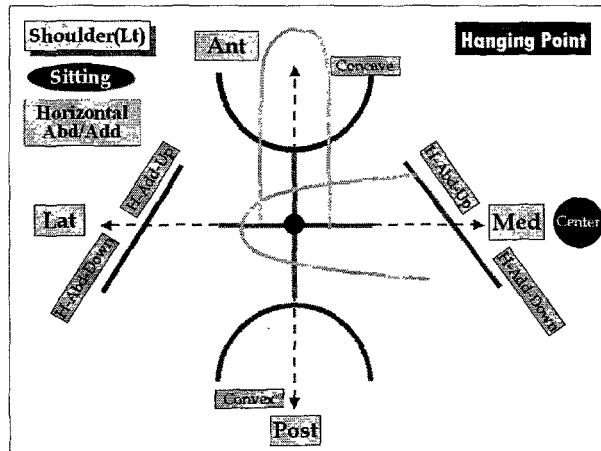 Shoulder(Lt)
Ant
Hanging Point
Sitting
Concave
Horizontal
Abd/Add
H-Add-Up
H-Abd-Up
Lat
Med
Center
H-Abd-Down
H-Add-Down
Convex
Post